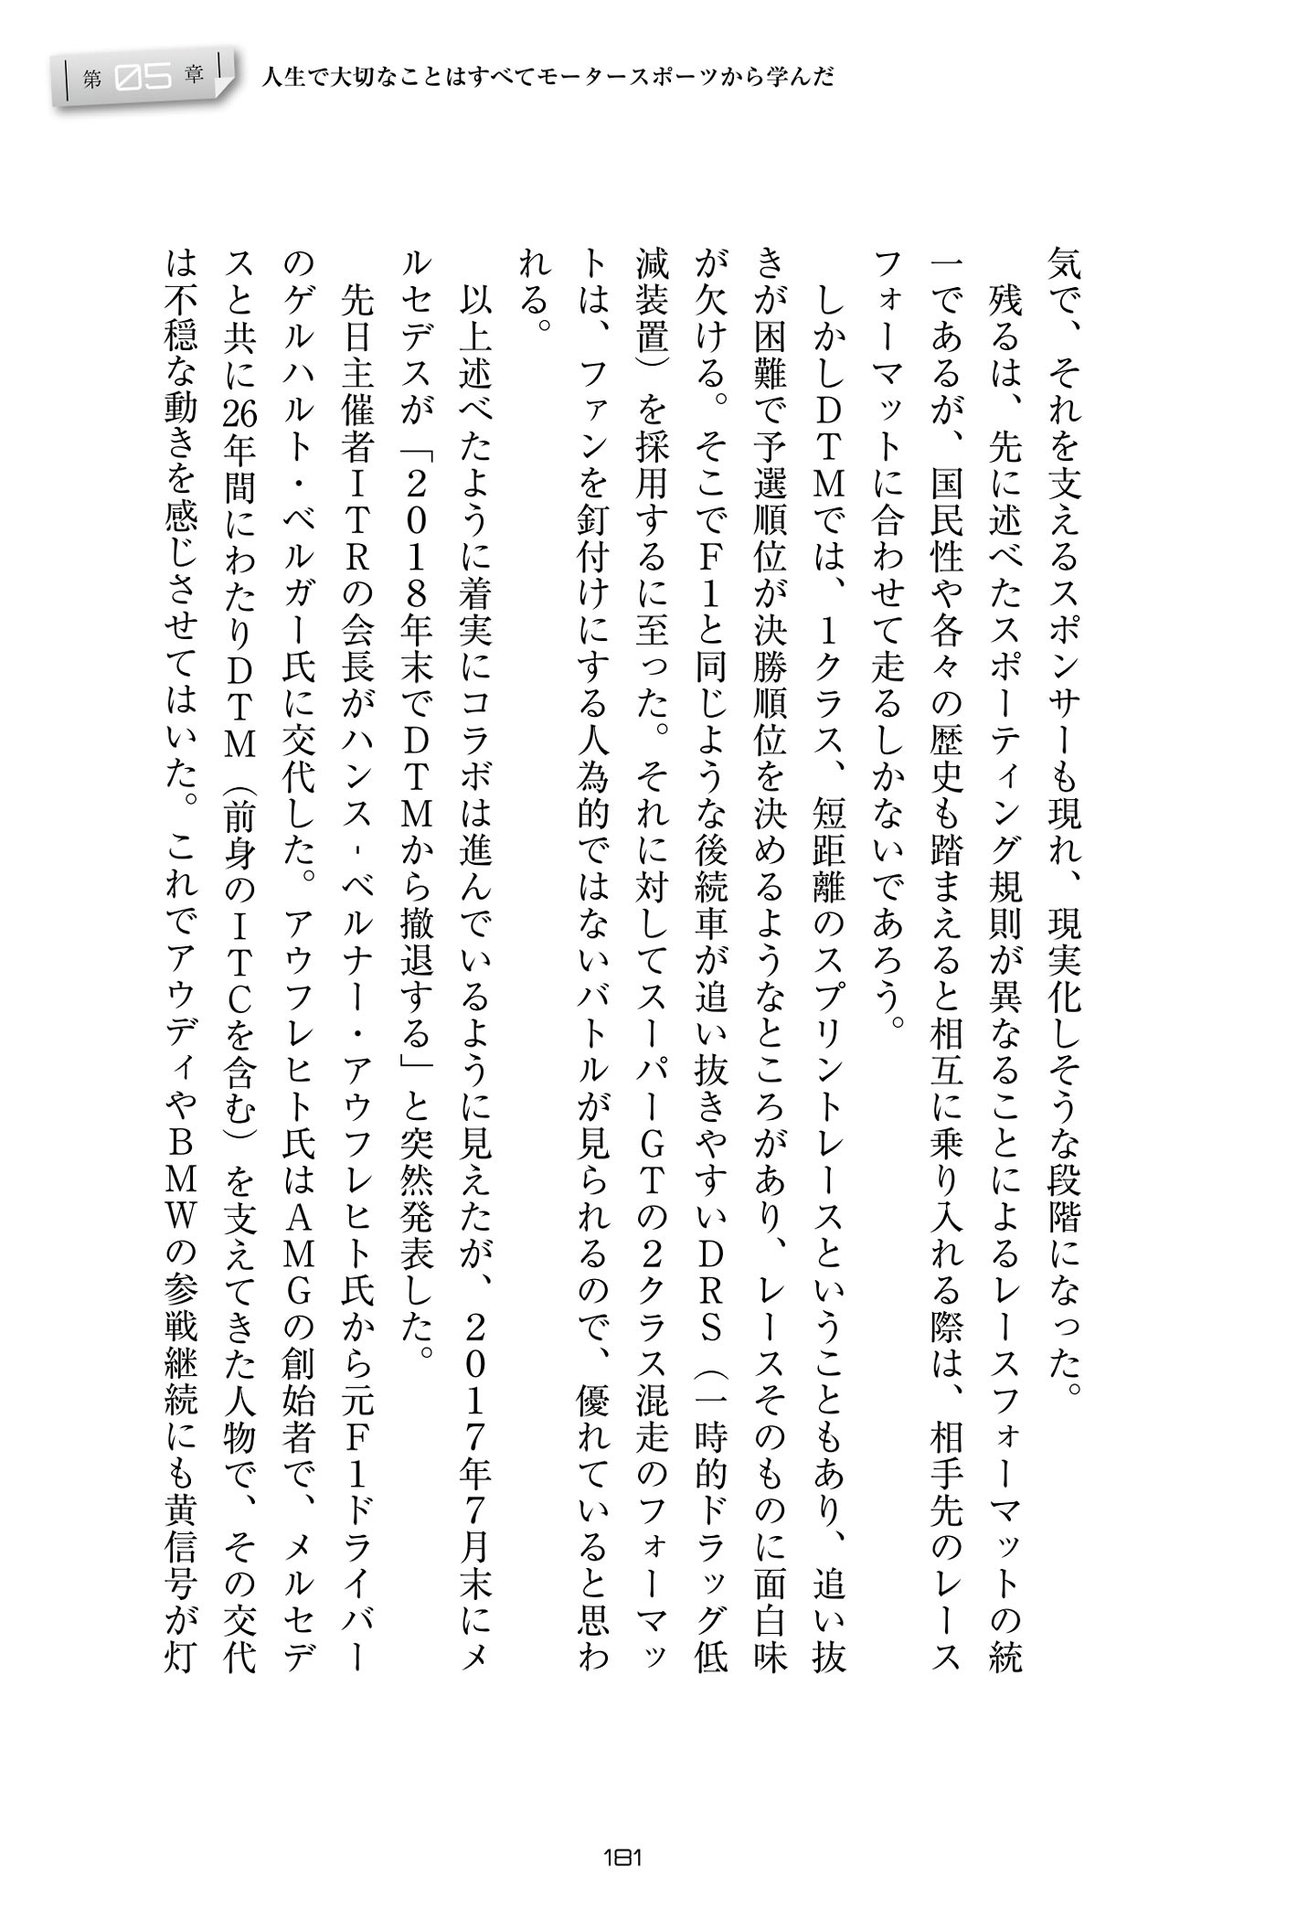 第05章
人生で大切なことはすべてモータースポーツから学んだ
気で、それを支えるスポンサーも現れ、現実化しそうな段階になった。
残るは、先に述べたスポーティング規則が異なることによるレースフォーマットの統
一であるが、国民性や各々の歴史も踏まえると相互に乗り入れる際は、相手先のレース
フォーマットに合わせて走るしかないであろう。
しかしDTMでは、1クラス、短距離のスプリントレースということもあり、追い抜
きが困難で予選順位が決勝順位を決めるようなところがあり、レースそのものに面白味
が欠ける。そこでF1と同じような後続車が追い抜きやすいDRS（一時的ドラッグ低
減装置）を採用するに至った。それに対してスーパーGTの2クラス混走のフォーマッ
トは、ファンを釘付けにする人為的ではないバトルが見られるので、優れていると思わ
れる。
以上述べたように着実にコラボは進んでいるように見えたが、2017年7月末にメ
ルセデスが「2018年末でDTMから撤退する」と突然発表した。
先日主催者ITRの会長がハンス-ベルナー・アウフレヒト氏から元F1ドライバー
のゲルハルト・ベルガー氏に交代した。アウフレヒト氏はAMGの創始者で、メルセデ
スと共に26年間にわたりDTM（前身のITCを含む）を支えてきた人物で、その交代
は不穏な動きを感じさせてはいた。これでアウディやBMWの参戦継続にも黄信号が灯
181